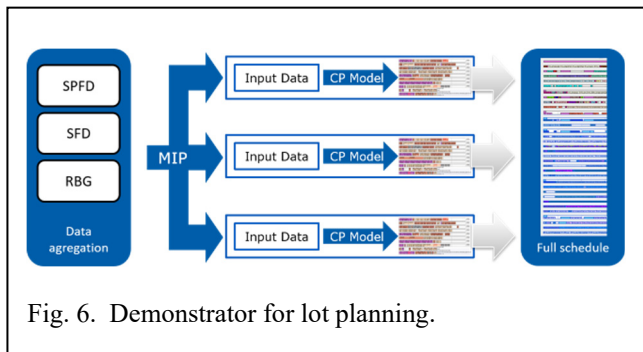 SPFD
SFD
RBG
Data
agregation
MIP
Input Data
CP Model
Input Data
CP Model
Input Data
CP Model
Full schedule
Fig. 6. Demonstrator for lot planning.